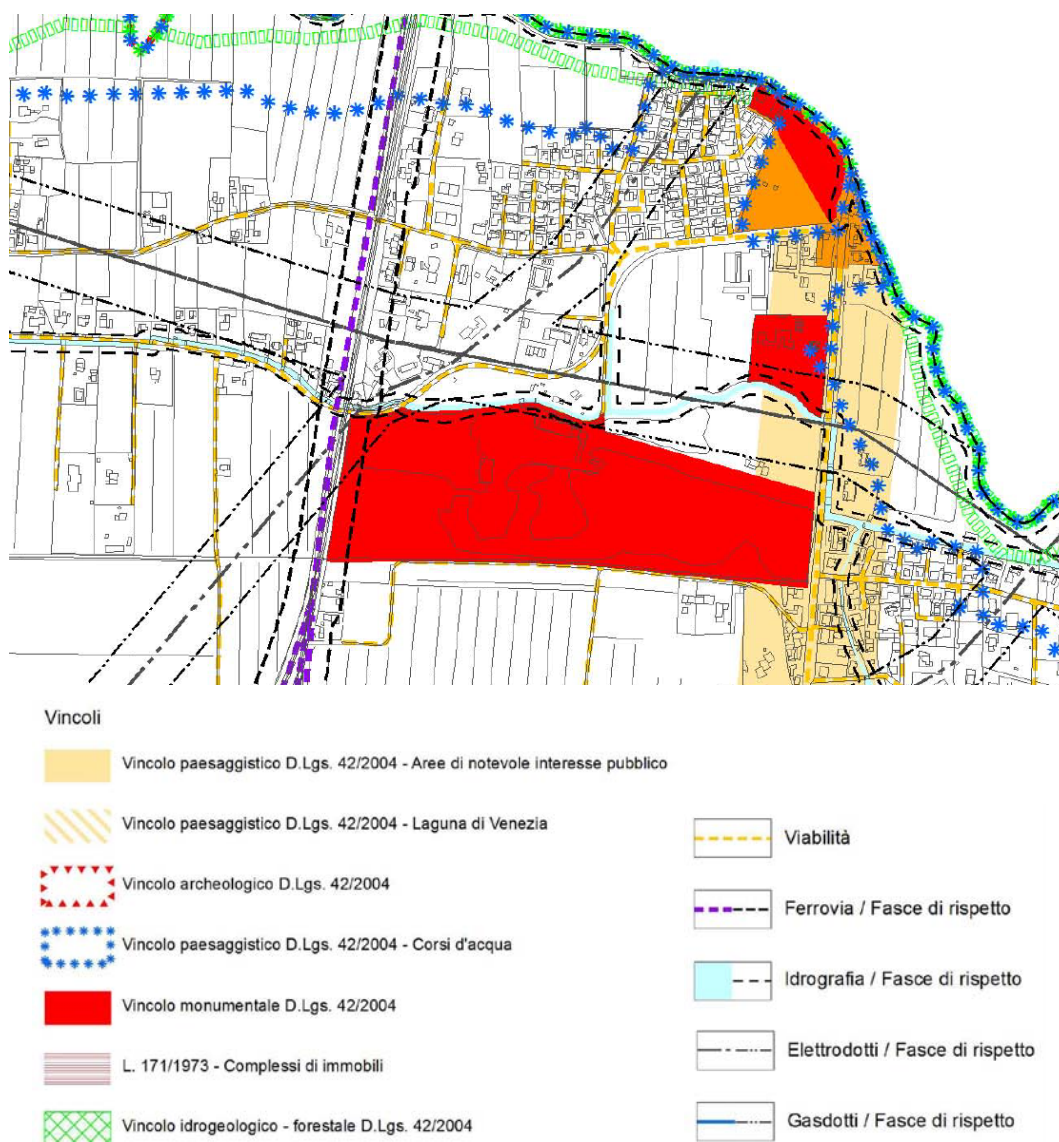 Vincoli
Vincolo paesaggistico D.Lgs. 42/2004 - Aree di notevole interesse pubblico
Vincolo paesaggistico D.Lgs. 42/2004 - Laguna di Venezia
Vincolo archeologico D.Lgs. 42/2004
Vincolo paesaggistico D.Lgs. 42/2004 - Corsi d'acqua
Vincolo monumentale D.Lgs. 42/2004
L. 171/1973 - Complessi di immobili
Vincolo idrogeologico - forestale D.Lgs. 42/2004
Viabilità
Ferrovia / Fasce di rispetto
Idrografia / Fasce di rispetto
Elettrodotti / Fasce di rispetto
Gasdotti / Fasce di rispetto